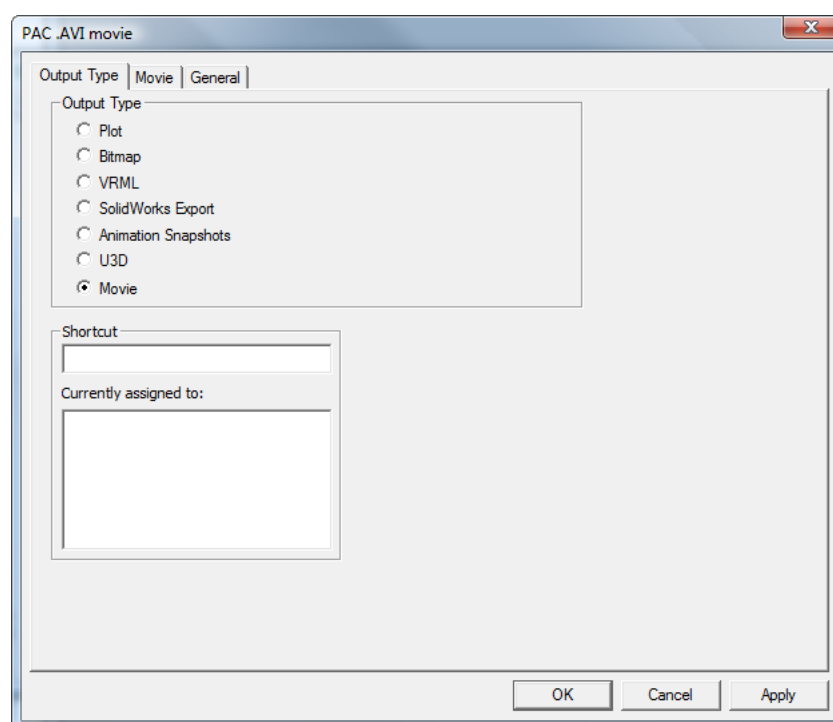 PAC .AVI movie
Output Type Movie General
Output Type
Plot
Bitmap
VRML
SolidWorks Export
Animation Snapshots
U3D
Movie
Shortcut
Currently assigned to:
OK Cancel Apply